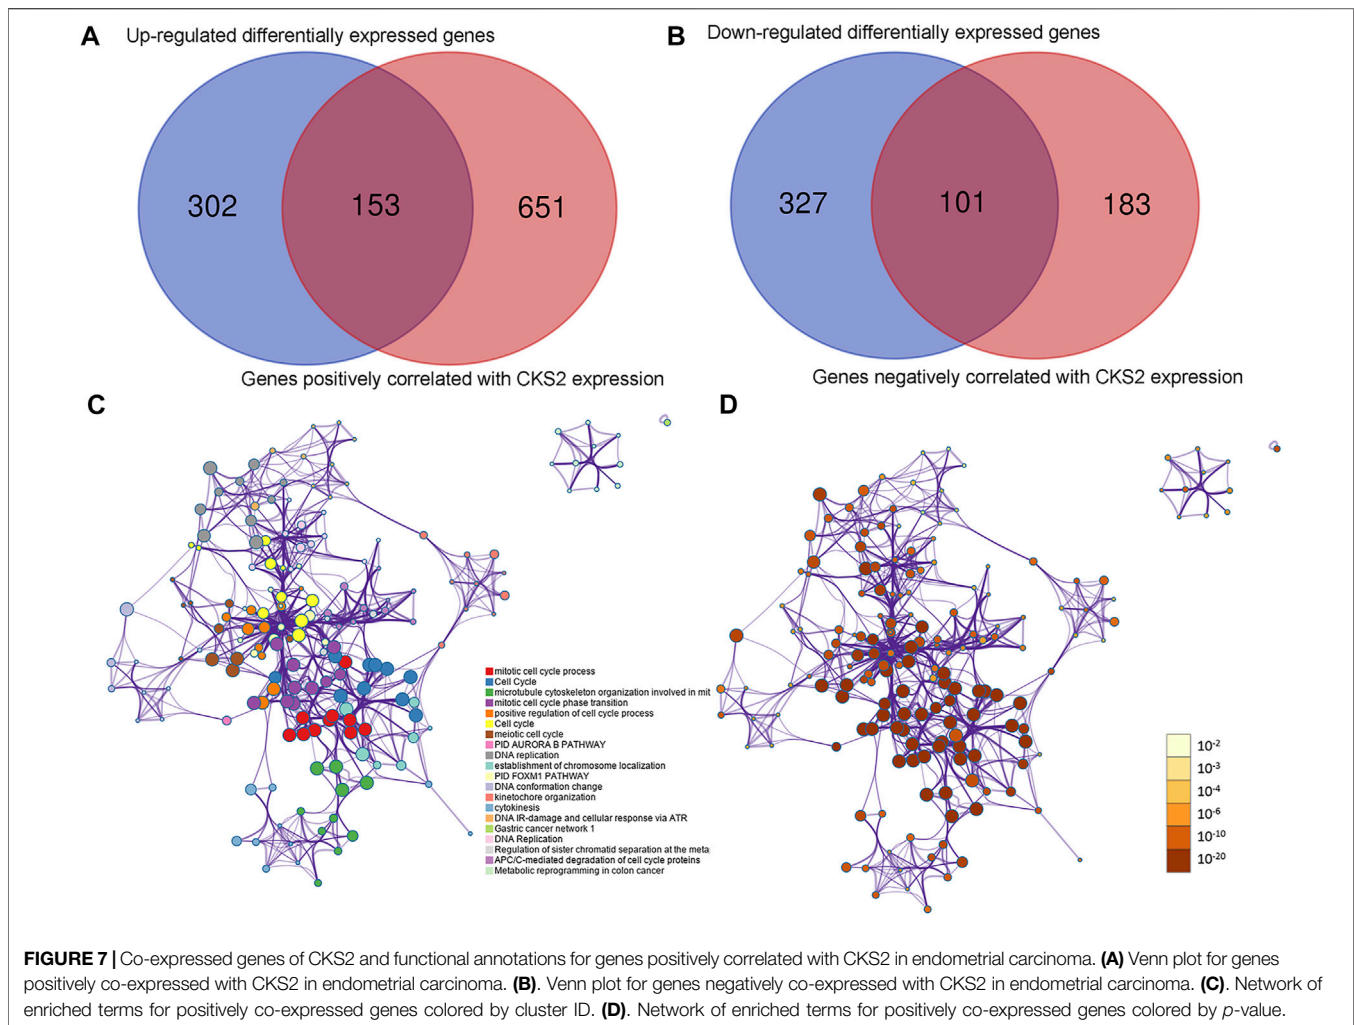 A Up-regulated differentially expressed genes
302 153 651
Genes positively correlated with CKS2 expression
B Down-regulated differentially expressed genes
327 101 183
Genes negatively correlated with CKS2 expression
C
mitotic cell cycle process
Cell Cycle
microtubule cytoskeleton organization involved in mit
mitotic cell cycle phase transition
positive regulation of cell cycle process
Cell cycle
meiotic cell cycle
PID AURORA B PATHWAY
DNA replication
establishment of chromosome localization
PID FOXM1 PATHWAY
DNA conformation change
kinetochore organization
cytokinesis
DNA IR-damage and cellular response via ATR
Gastric cancer network 1
DNA Replication
Regulation of sister chromatid separation at the meta
APC/C-mediated degradation of cell cycle proteins
Metabolic reprogramming in colon cancer
D
10-2
10-3
10-4
10-6
10-10
10-20
FIGURE 7 | Co-expressed genes of CKS2 and functional annotations for genes positively correlated with CKS2 in endometrial carcinoma. (A) Venn plot for genes
positively co-expressed with CKS2 in endometrial carcinoma. (B). Venn plot for genes negatively co-expressed with CKS2 in endometrial carcinoma. (C). Network of
enriched terms for positively co-expressed genes colored by cluster ID. (D). Network of enriched terms for positively co-expressed genes colored by p-value.